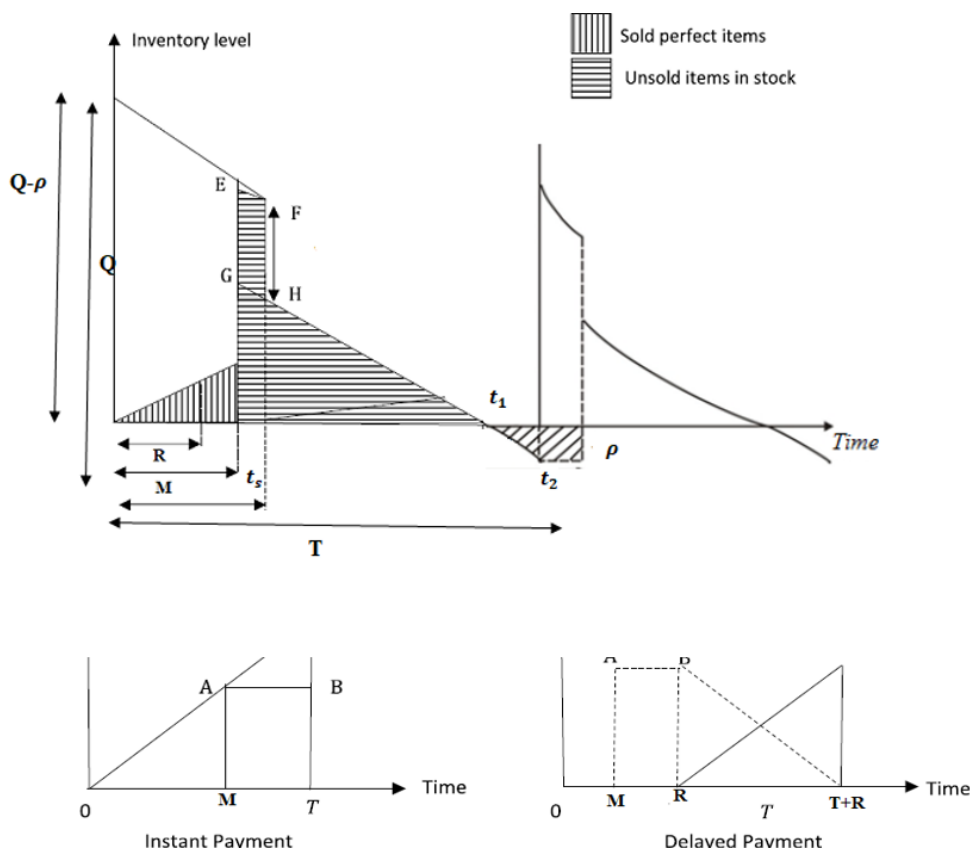 Inventory level
Sold perfect items
Unsold items in stock
Q-ρ
E
F
Q
G
H
t₁
Time
R
ρ
M
tₛ
t₂
T
A
B
Time
0
M
T
Instant Payment
B
Time
0
M
R
T
T+R
Delayed Payment